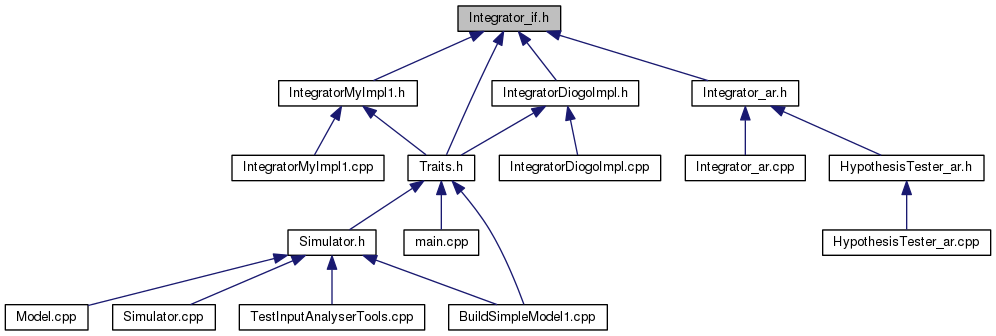 Integrator_if.h
IntegratorMyImpl1.h
IntegratorDiogoImpl.h
Integrator_ar.h
IntegratorMyImpl1.cpp
Traits.h
IntegratorDiogoImpl.cpp
Integrator_ar.cpp
HypothesisTester_ar.h
Simulator.h
main.cpp
HypothesisTester_ar.cpp
Model.cpp
Simulator.cpp
TestInputAnalyserTools.cpp
BuildSimpleModel1.cpp